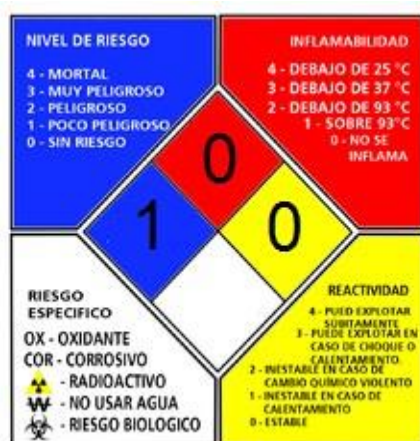 NIVEL DE RIESGO
4 - MORTAL
3 - MUY PELIGROSO
2 - PELIGROSO
1 - POCO PELIGROSO
0 - SIN RIESGO
INFLAMABILIDAD
4 - DEBAJO DE 25 °C
3 - DEBAJO DE 37 °C
2 - DEBAJO DE 93 °C
1 - SOBRE 93°C
0 - NO SE
INFLAMA
0
1
0
RIESGO
ESPECIFICO
OX - OXIDANTE
COR - CORROSIVO
- RADIOACTIVO
W - NO USAR AGUA
- RIESGO BIOLOGICO
REACTIVIDAD
4 - PUED EXPLOTAR
SUBITAMENTE
3 - PUEDE EXPLOTAR EN
CASO DE CHOQUE O
CALENTAMIENTO.
2 - INESTABLE EN CASO DE
CAMBIO QUÍMICO VIOLENTO
1 - INESTABLE EN CASO DE
CALENTAMIENTO
0 - ESTABLE